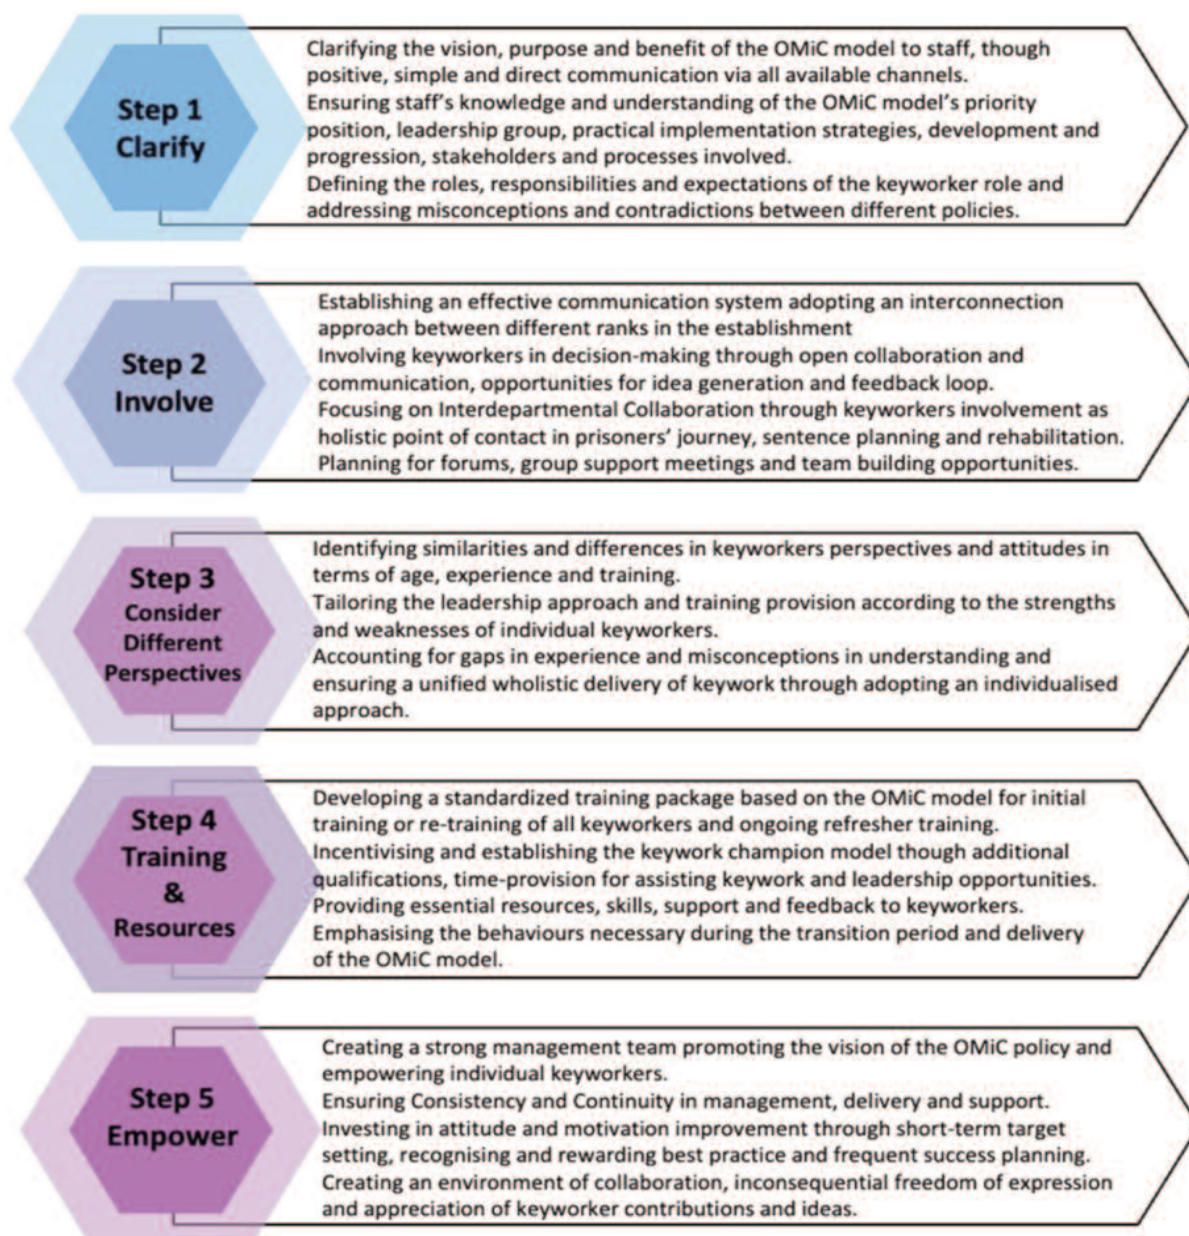 Step 1
Clarify
Clarifying the vision, purpose and benefit of the OMiC model to staff, though
positive, simple and direct communication via all available channels.
Ensuring staff's knowledge and understanding of the OMiC model's priority
position, leadership group, practical implementation strategies, development and
progression, stakeholders and processes involved.
Defining the roles, responsibilities and expectations of the keyworker role and
addressing misconceptions and contradictions between different policies.
Step 2
Involve
Establishing an effective communication system adopting an interconnection
approach between different ranks in the establishment
Involving keyworkers in decision-making through open collaboration and
communication, opportunities for idea generation and feedback loop.
Focusing on Interdepartmental Collaboration through keyworkers involvement as
holistic point of contact in prisoners' journey, sentence planning and rehabilitation.
Planning for forums, group support meetings and team building opportunities.
Step 3
Consider
Different
Perspectives
Identifying similarities and differences in keyworkers perspectives and attitudes in
terms of age, experience and training.
Tailoring the leadership approach and training provision according to the strengths
and weaknesses of individual keyworkers.
Accounting for gaps in experience and misconceptions in understanding and
ensuring a unified wholistic delivery of keywork through adopting an individualised
approach.
Step 4
Training
&
Resources
Developing a standardized training package based on the OMiC model for initial
training or re-training of all keyworkers and ongoing refresher training.
Incentivising and establishing the keywork champion model though additional
qualifications, time-provision for assisting keywork and leadership opportunities.
Providing essential resources, skills, support and feedback to keyworkers.
Emphasising the behaviours necessary during the transition period and delivery
of the OMiC model.
Step 5
Empower
Creating a strong management team promoting the vision of the OMiC policy and
empowering individual keyworkers.
Ensuring Consistency and Continuity in management, delivery and support.
Investing in attitude and motivation improvement through short-term target
setting, recognising and rewarding best practice and frequent success planning.
Creating an environment of collaboration, inconsequential freedom of expression
and appreciation of keyworker contributions and ideas.